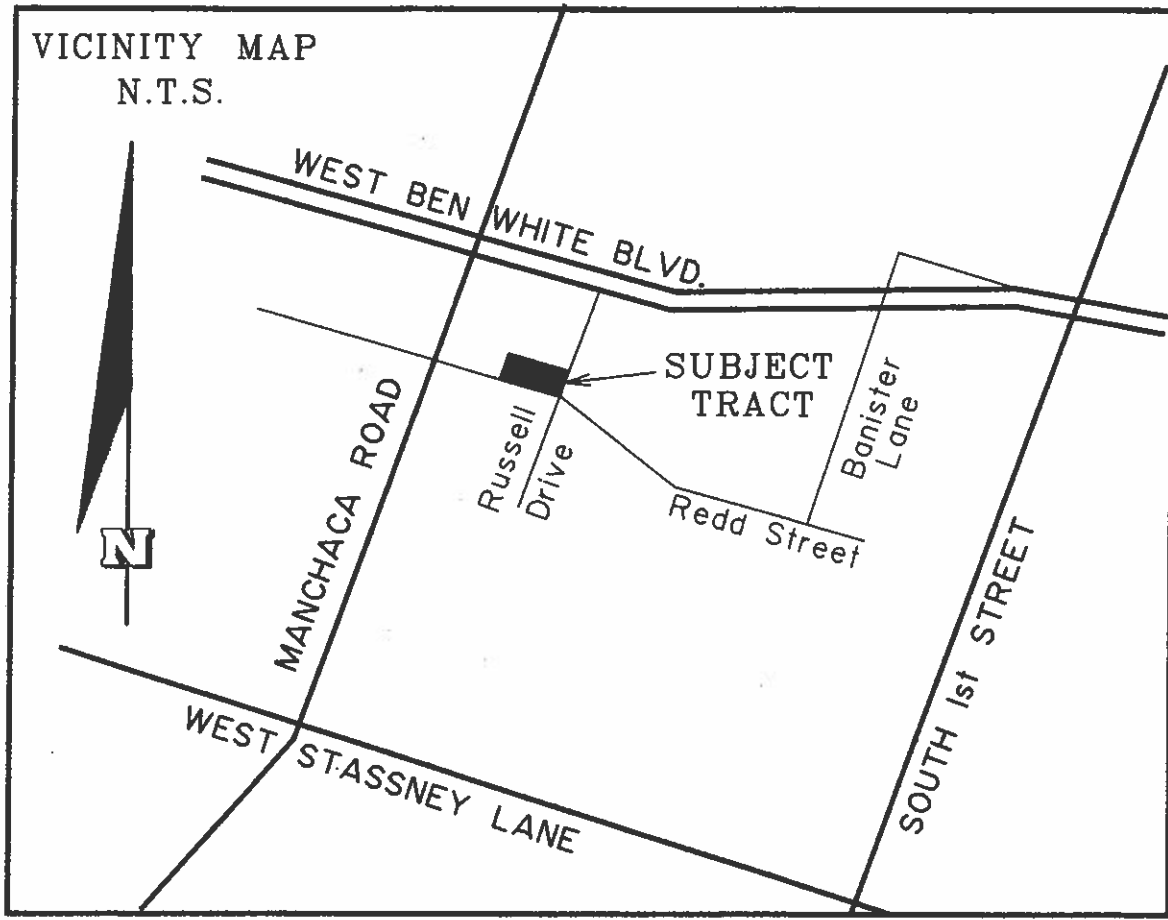 VICINITY MAP
N.T.S.
WEST BEN WHITE BLVD.
SUBJECT
TRACT
Banister
Lane
Russell
Drive
Redd Street
MANCHACA ROAD
N
SOUTH 1st STREET
WEST STASSNEY LANE